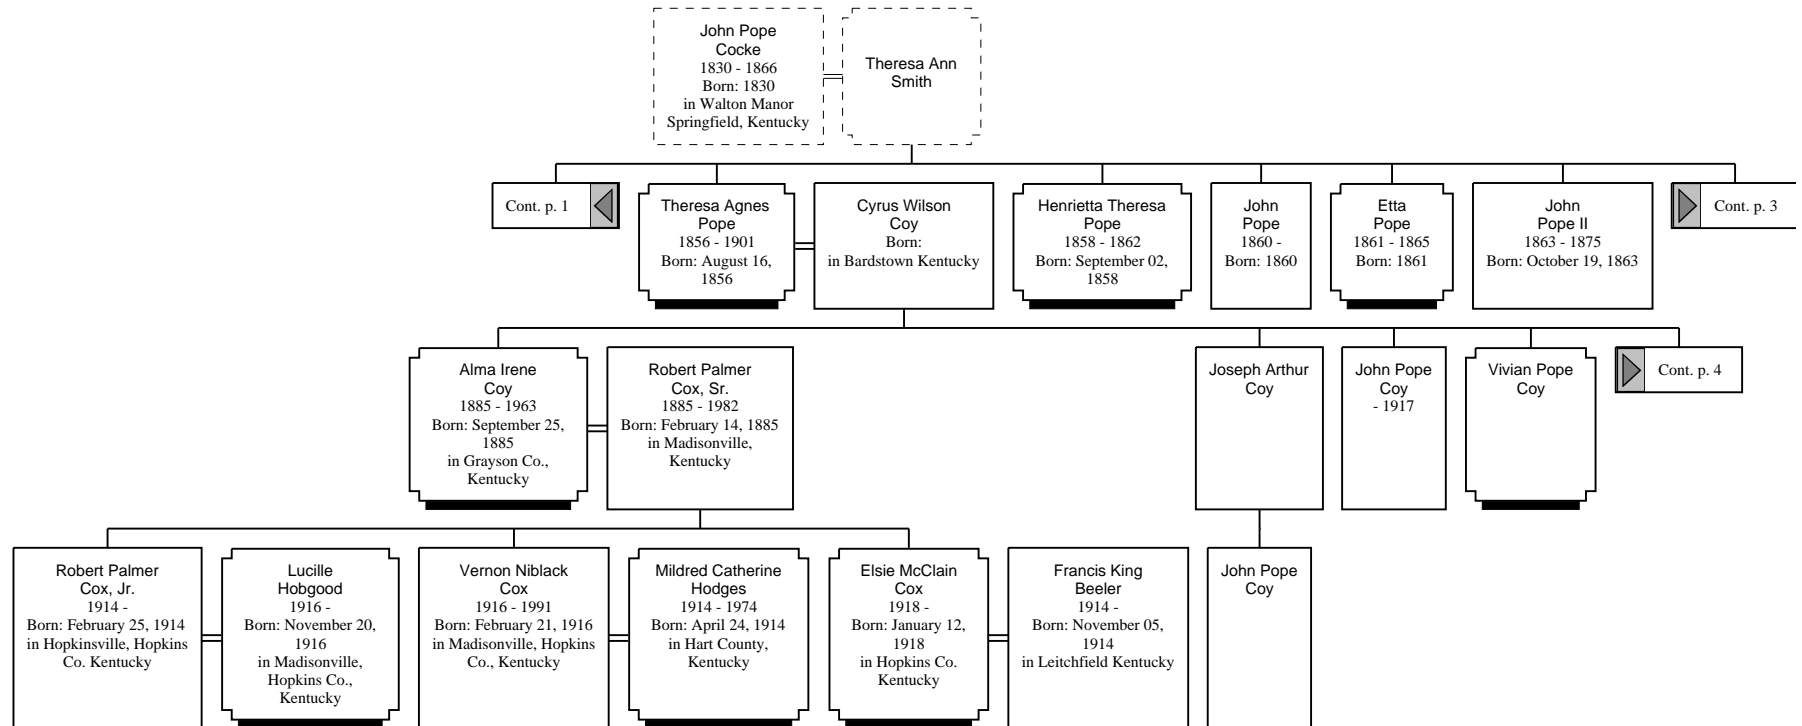 John Pope
Cocke
1830 - 1866
Born: 1830
in Walton Manor
Springfield, Kentucky
Theresa Ann
Smith
Cont. p. 1
Theresa Agnes
Pope
1856 - 1901
Born: August 16,
1856
Cyrus Wilson
Coy
Born:
in Bardstown Kentucky
Henrietta Theresa
Pope
1858 - 1862
Born: September 02,
1858
John
Pope
1860 -
Born: 1860
Etta
Pope
1861 - 1865
Born: 1861
John
Pope II
1863 - 1875
Born: October 19, 1863
Cont. p. 3
Alma Irene
Coy
1885 - 1963
Born: September 25,
1885
in Grayson Co.,
Kentucky
Robert Palmer
Cox, Sr.
1885 - 1982
Born: February 14, 1885
in Madisonville,
Kentucky
Joseph Arthur
Coy
John Pope
Coy
- 1917
Vivian Pope
Coy
Cont. p. 4
Robert Palmer
Cox, Jr.
1914 -
Born: February 25, 1914
in Hopkinsville, Hopkins
Co. Kentucky
Lucille
Hobgood
1916 -
Born: November 20,
1916
in Madisonville,
Hopkins Co.,
Kentucky
Vernon Niblack
Cox
1916 - 1991
Born: February 21, 1916
in Madisonville, Hopkins
Co., Kentucky
Mildred Catherine
Hodges
1914 - 1974
Born: April 24, 1914
in Hart County,
Kentucky
Elsie McClain
Cox
1918 -
Born: January 12,
1918
in Hopkins Co.
Kentucky
Francis King
Beeler
1914 -
Born: November 05,
1914
in Leitchfield Kentucky
John Pope
Coy